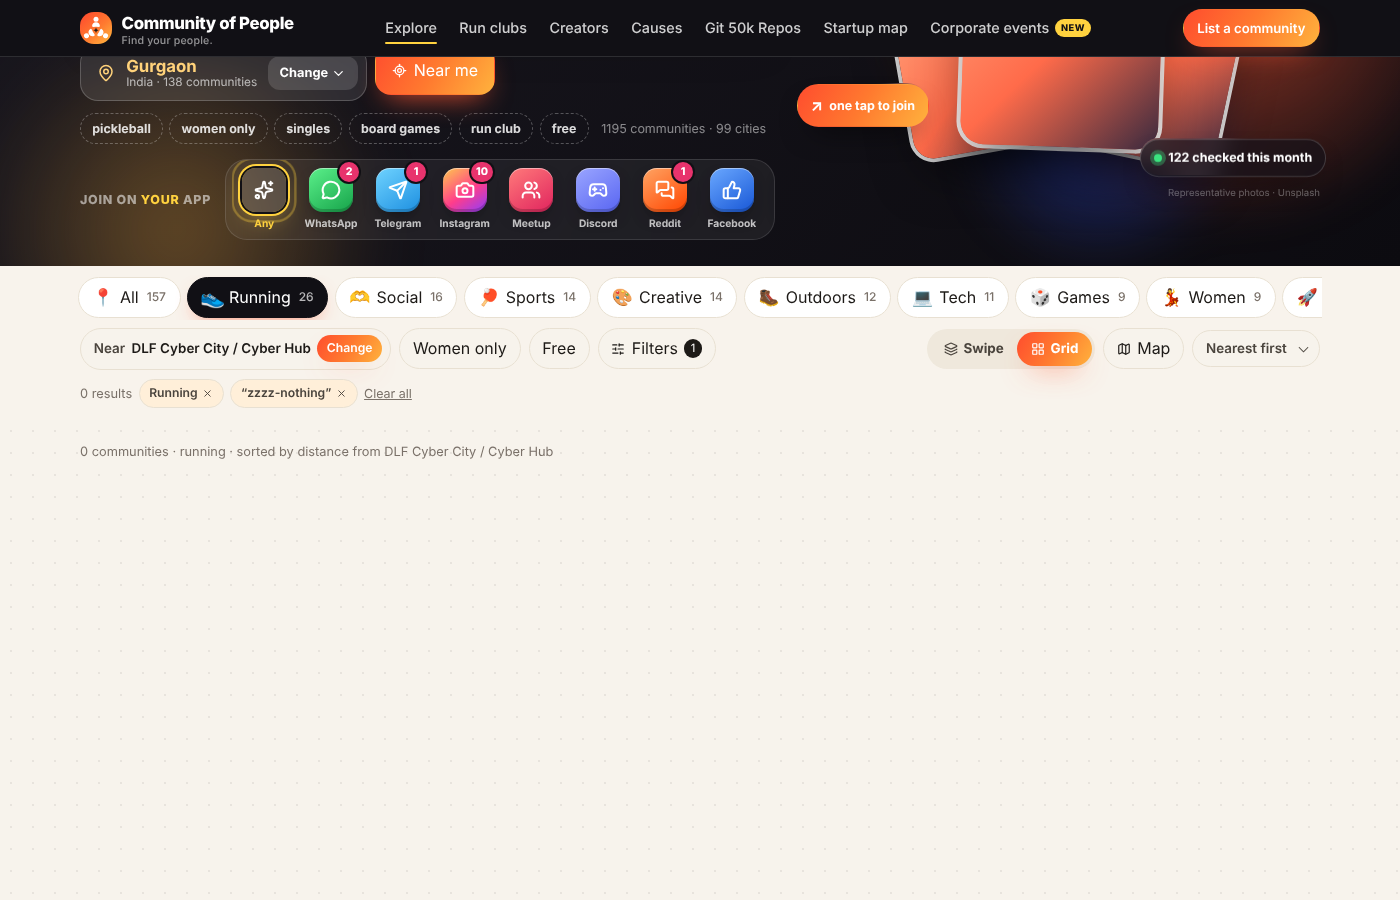 Community of People
Find your people.
Explore
Run clubs
Creators
Causes
Git 50k Repos
Startup map
Corporate events NEW
List a community
Gurgaon
India · 138 communities
Change
Near me
one tap to join
pickleball
women only
singles
board games
run club
free
1195 communities · 99 cities
122 checked this month
Representative photos · Unsplash
JOIN ON YOUR APP
2
1
10
1
Any
WhatsApp
Telegram
Instagram
Meetup
Discord
Reddit
Facebook
All 157
Running 26
Social 16
Sports 14
Creative 14
Outdoors 12
Tech 11
Games 9
Women 9
Near DLF Cyber City / Cyber Hub Change
Women only
Free
Filters 1
Swipe
Grid
Map
Nearest first
0 results
Running ×
“zzzz-nothing” ×
Clear all
0 communities · running · sorted by distance from DLF Cyber City / Cyber Hub